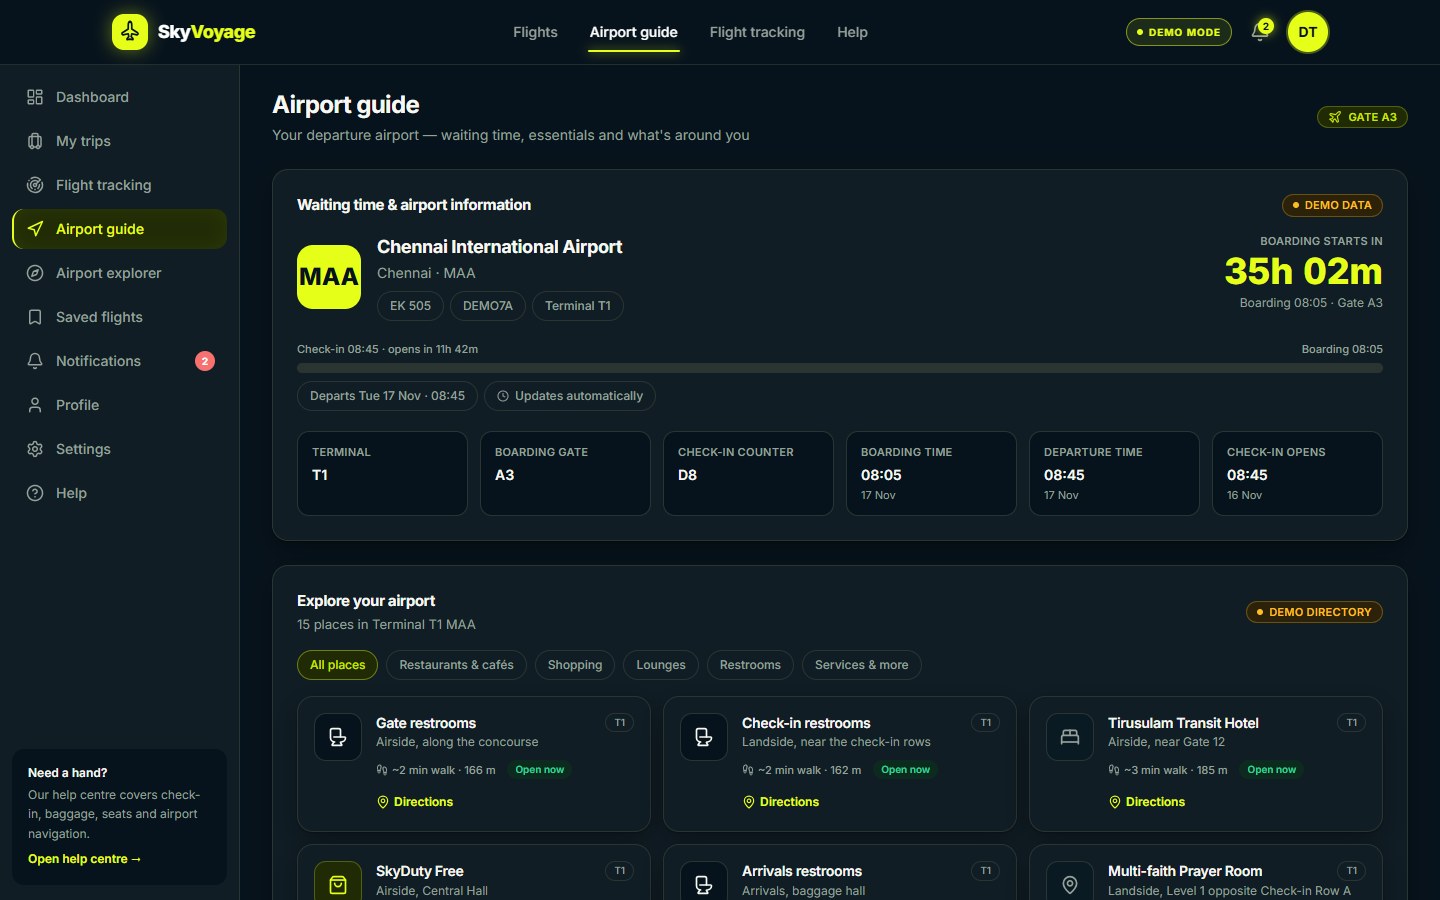 SkyVoyage
Flights
Airport guide
Flight tracking
Help
DEMO MODE
2
DT
Dashboard
My trips
Flight tracking
Airport guide
Airport explorer
Saved flights
Notifications
2
Profile
Settings
Help
Need a hand?
Our help centre covers check-
in, baggage, seats and airport
navigation.
Open help centre →
Airport guide
Your departure airport — waiting time, essentials and what's around you
GATE A3
Waiting time & airport information
DEMO DATA
MAA
Chennai International Airport
Chennai · MAA
EK 505
DEMO7A
Terminal T1
BOARDING STARTS IN
35h 02m
Boarding 08:05 · Gate A3
Check-in 08:45 · opens in 11h 42m
Boarding 08:05
Departs Tue 17 Nov · 08:45
Updates automatically
TERMINAL
T1
BOARDING GATE
A3
CHECK-IN COUNTER
D8
BOARDING TIME
08:05
17 Nov
DEPARTURE TIME
08:45
17 Nov
CHECK-IN OPENS
08:45
16 Nov
Explore your airport
15 places in Terminal T1 MAA
DEMO DIRECTORY
All places
Restaurants & cafés
Shopping
Lounges
Restrooms
Services & more
Gate restrooms
T1
Airside, along the concourse
~2 min walk · 166 m
Open now
Directions
Check-in restrooms
T1
Landside, near the check-in rows
~2 min walk · 162 m
Open now
Directions
Tirusulam Transit Hotel
T1
Airside, near Gate 12
~3 min walk · 185 m
Open now
Directions
SkyDuty Free
T1
Airside, Central Hall
Arrivals restrooms
T1
Arrivals, baggage hall
Multi-faith Prayer Room
T1
Landside, Level 1 opposite Check-in Row A